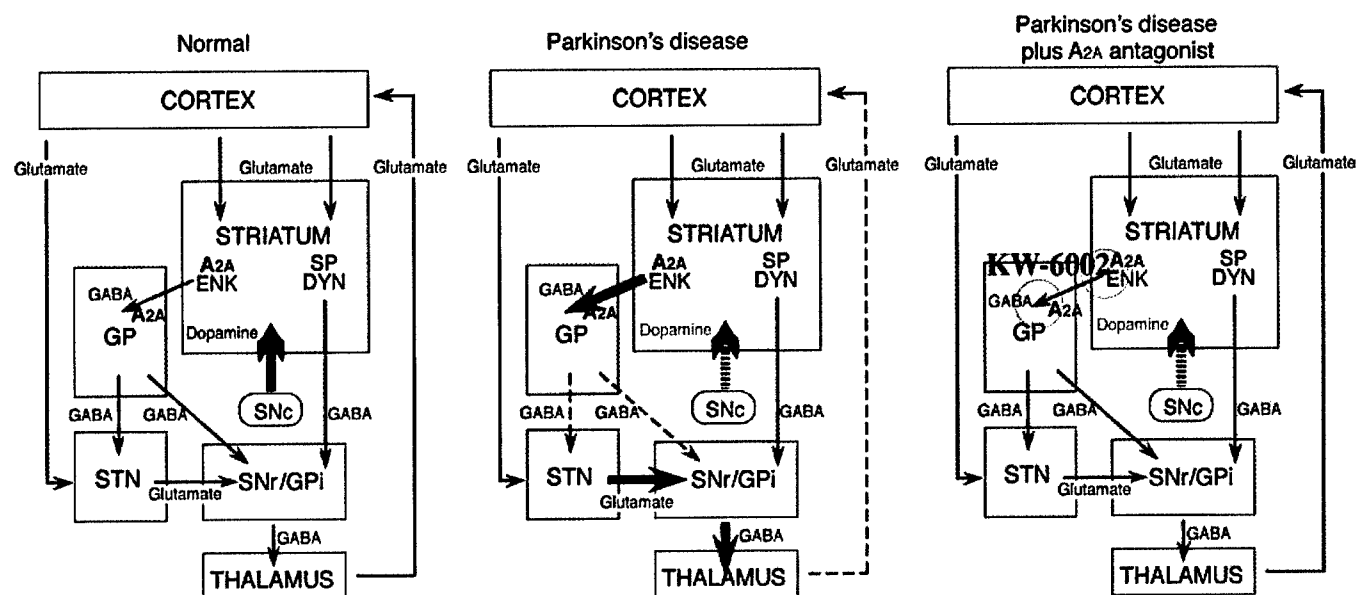 Normal
CORTEX
Glutamate
Glutamate
Glutamate
STRIATUM
A2A
ENK
SP
DYN
GABA
A2A
GP
Dopamine
SNc
GABA
GABA
GABA
STN
Glutamate
SNr/GPi
GABA
THALAMUS
Parkinson's disease
CORTEX
Glutamate
Glutamate
Glutamate
STRIATUM
A2A
ENK
SP
DYN
GABA
A2A
GP
Dopamine
SNc
GABA
GABA
GABA
STN
Glutamate
SNr/GPi
GABA
THALAMUS
Parkinson's disease
plus A2A antagonist
CORTEX
Glutamate
Glutamate
Glutamate
STRIATUM
KW-6002
A2A
ENK
SP
DYN
GABA
A2A
GP
Dopamine
SNc
GABA
GABA
GABA
STN
Glutamate
SNr/GPi
GABA
THALAMUS